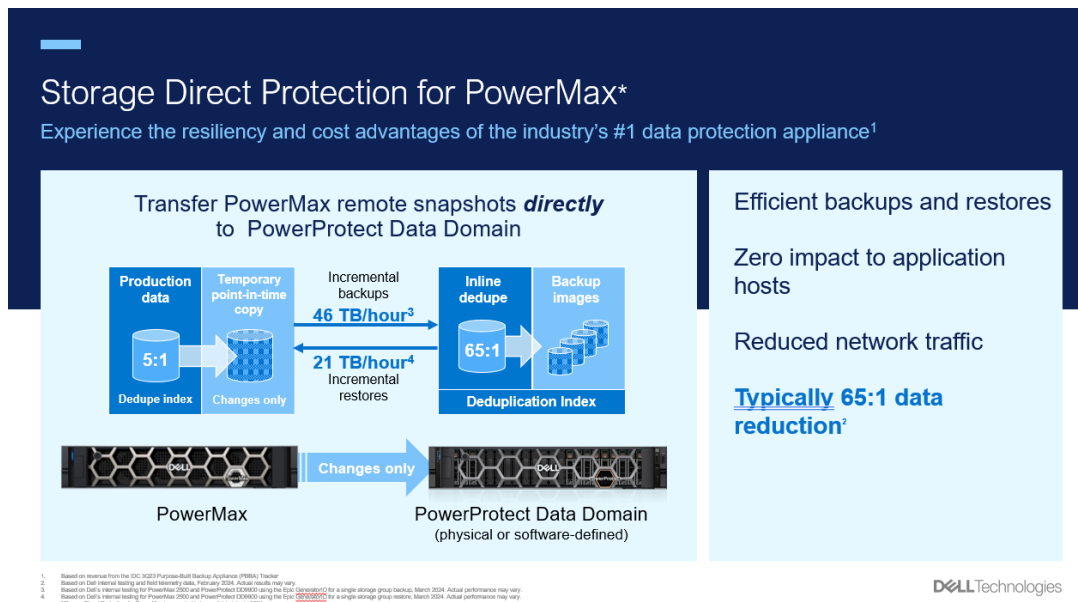 Storage Direct Protection for PowerMax*
Experience the resiliency and cost advantages of the industry's #1 data protection appliance1
Transfer PowerMax remote snapshots directly
to PowerProtect Data Domain
Production
data
Temporary
point-in-time
copy
5:1
Dedupe index
Changes only
Incremental
backups
46 TB/hour3
21 TB/hour4
Incremental
restores
Inline
dedupe
Backup
images
65:1
Deduplication Index
DELL
Changes only
DELL
PowerMax
PowerProtect Data Domain
(physical or software-defined)
Efficient backups and restores
Zero impact to application
hosts
Reduced network traffic
Typically 65:1 data
reduction2
1. Based on revenue from the IDC 3Q23 Purpose-Built Backup Appliance (PBBA) Tracker
2. Based on Dell internal testing and field telemetry data, February 2024. Actual results may vary.
3. Based on Dell's internal testing for PowerMax 2500 and PowerProtect DD9900 using the Epic GeneratorIO for a single storage group backup, March 2024. Actual performance may vary.
4. Based on Dell's internal testing for PowerMax 2500 and PowerProtect DD9900 using the Epic GeneratorIO for a single storage group restore, March 2024. Actual performance may vary.
DELLTechnologies